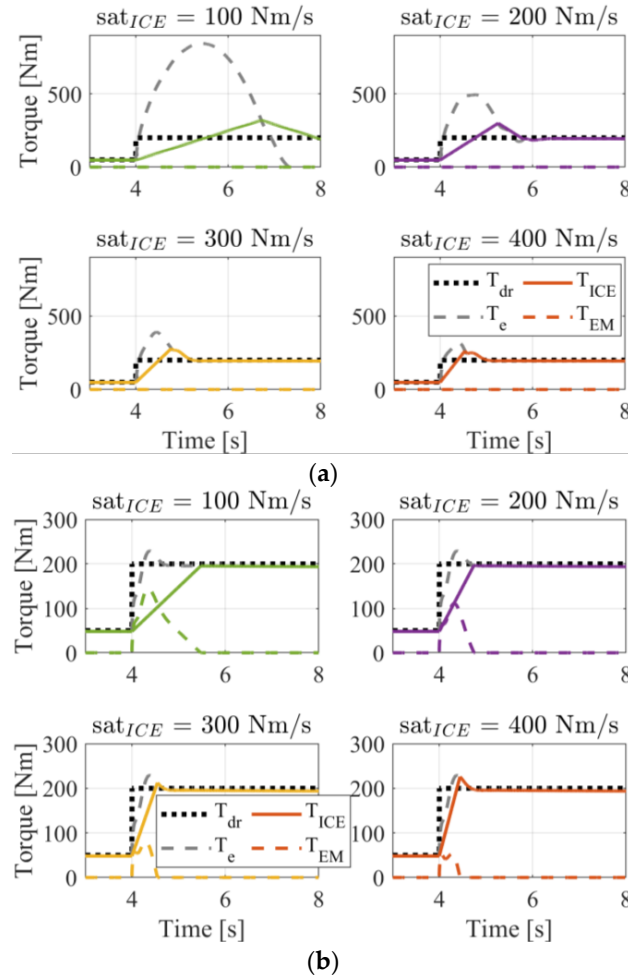 sat_ICE = 100 Nm/s
sat_ICE = 200 Nm/s
Torque [Nm]
500
0
500
0
4 6 8
4 6 8
sat_ICE = 300 Nm/s
sat_ICE = 400 Nm/s
Torque [Nm]
500
0
500
0
T_dr T_ICE
T_e T_EM
4 6 8
4 6 8
Time [s]
Time [s]
(a)
sat_ICE = 100 Nm/s
sat_ICE = 200 Nm/s
Torque [Nm]
300
200
100
0
300
200
100
0
4 6 8
4 6 8
sat_ICE = 300 Nm/s
sat_ICE = 400 Nm/s
Torque [Nm]
300
200
100
0
300
200
100
0
T_dr T_ICE
T_e T_EM
4 6 8
4 6 8
Time [s]
Time [s]
(b)